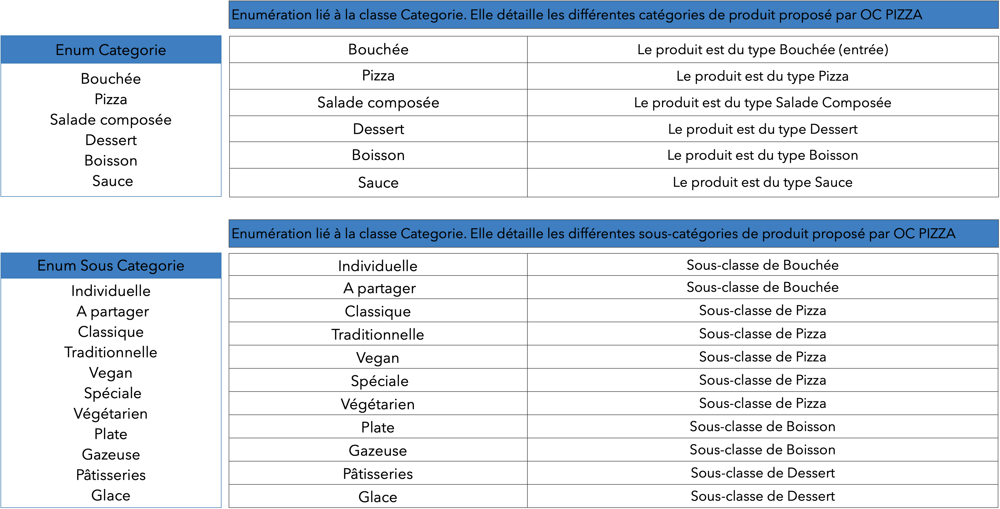 Enumération lié à la classe Categorie. Elle détaille les différentes catégories de produit proposé par OC PIZZA
Enum Categorie
Bouchée
Pizza
Salade composée
Dessert
Boisson
Sauce
Bouchée Le produit est du type Bouchée (entrée)
Pizza Le produit est du type Pizza
Salade composée Le produit est du type Salade Composée
Dessert Le produit est du type Dessert
Boisson Le produit est du type Boisson
Sauce Le produit est du type Sauce
Enumération lié à la classe Categorie. Elle détaille les différentes sous-catégories de produit proposé par OC PIZZA
Enum Sous Categorie
Individuelle
A partager
Classique
Traditionnelle
Vegan
Spéciale
Végétarien
Plate
Gazeuse
Pâtisseries
Glace
Individuelle Sous-classe de Bouchée
A partager Sous-classe de Bouchée
Classique Sous-classe de Pizza
Traditionnelle Sous-classe de Pizza
Vegan Sous-classe de Pizza
Spéciale Sous-classe de Pizza
Végétarien Sous-classe de Pizza
Plate Sous-classe de Boisson
Gazeuse Sous-classe de Boisson
Pâtisseries Sous-classe de Dessert
Glace Sous-classe de Dessert